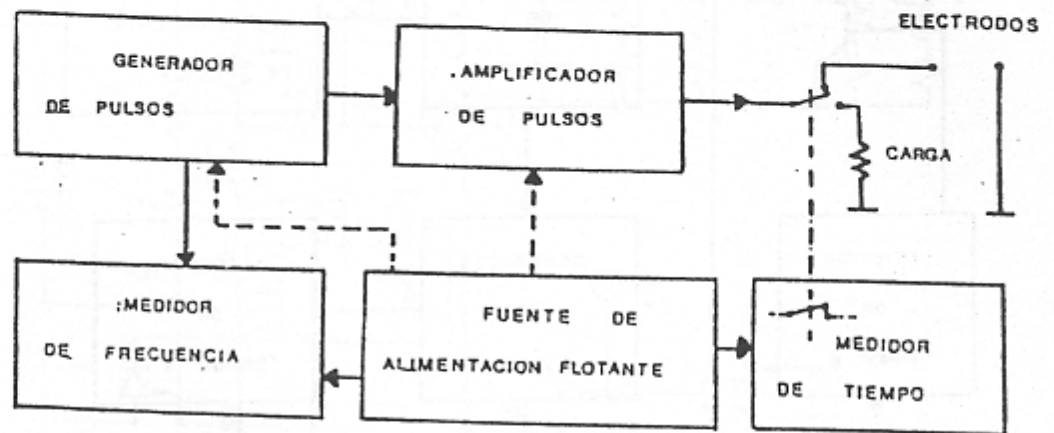 ELECTRODOS
GENERADOR
DE PULSOS
.AMPLIFICADOR
DE PULSOS
CARGA
:MEDIDOR
DE FRECUENCIA
FUENTE DE
ALIMENTACION FLOTANTE
MEDIDOR
DE TIEMPO